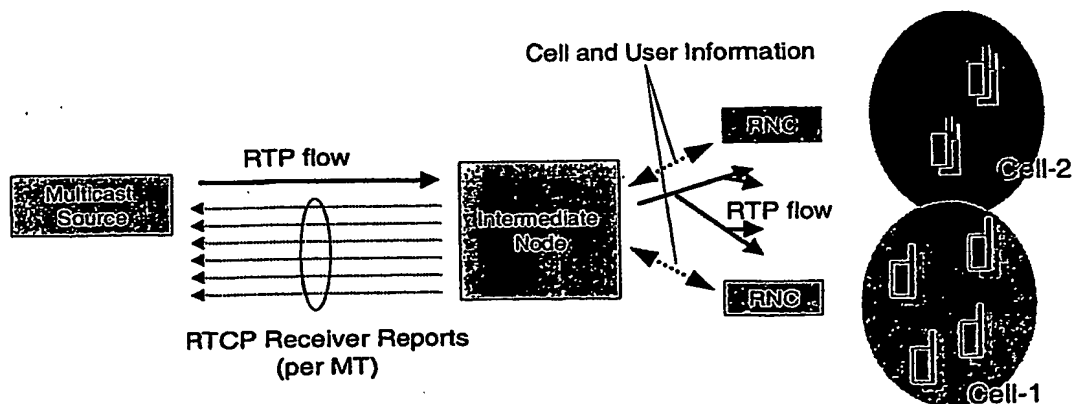 Cell and User Information
RNC
Cell-2
RTP flow
Multicast
Source
Intermediate
Node
RTP flow
RNC
RTCP Receiver Reports
(per MT)
Cell-1